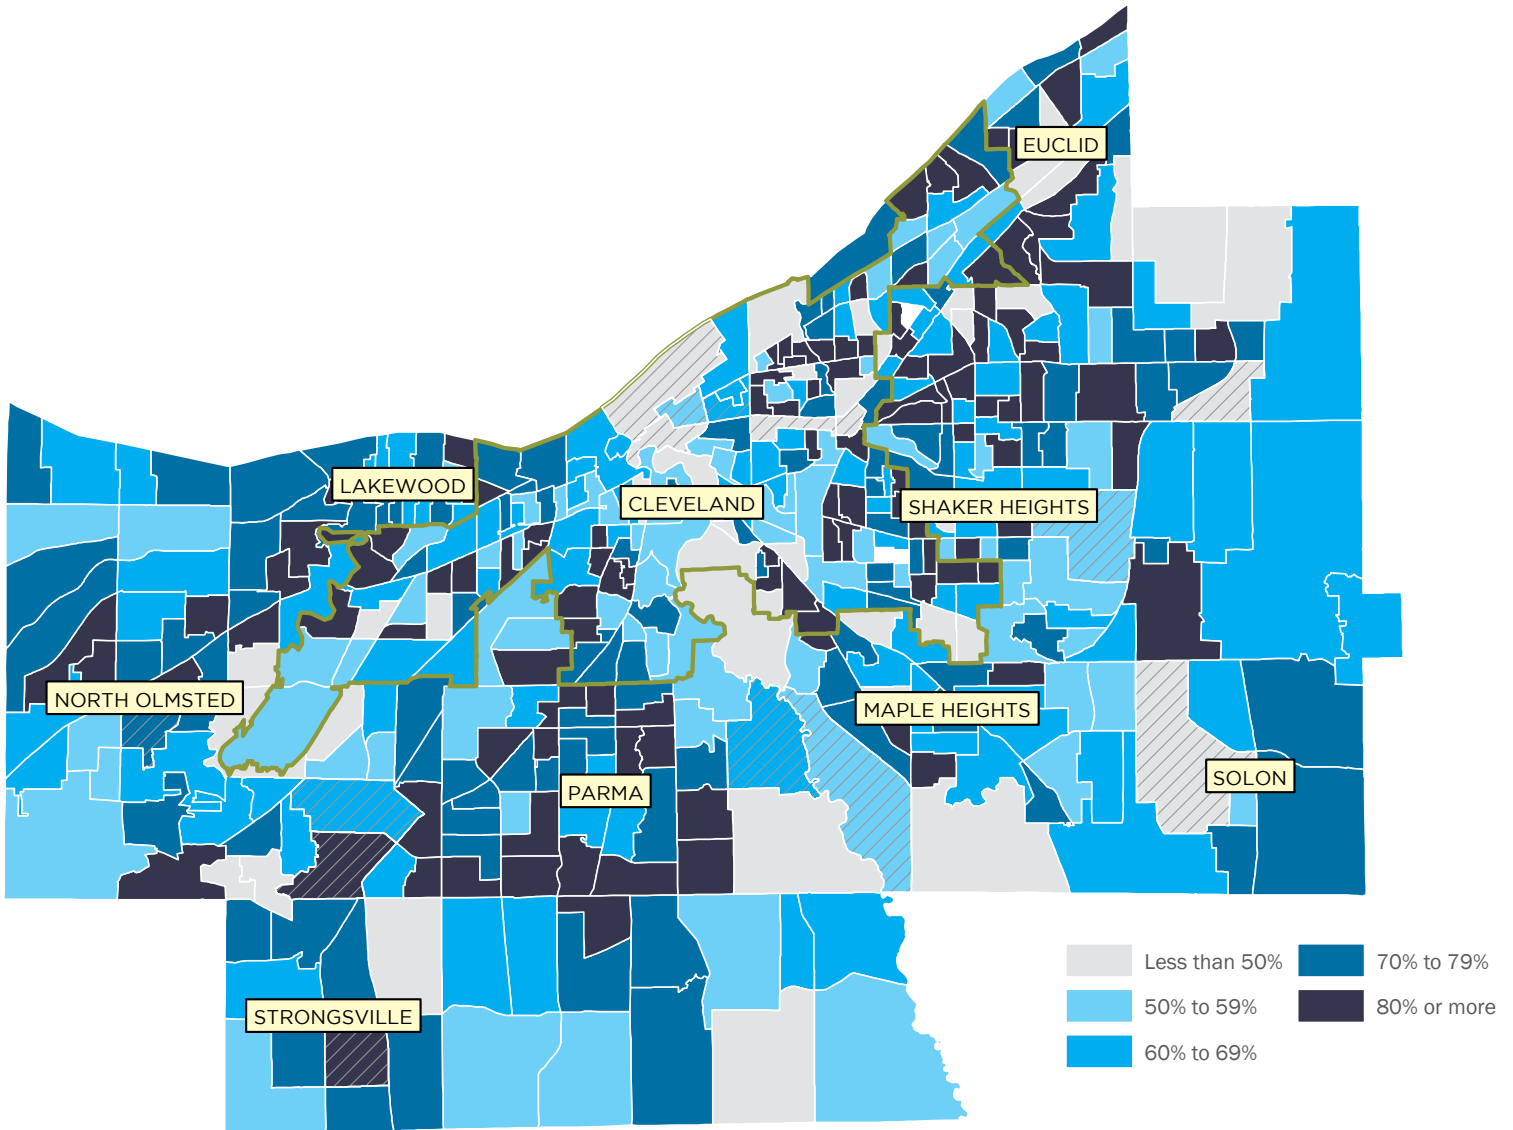 EUCLID
LAKEWOOD
CLEVELAND
SHAKER HEIGHTS
NORTH OLMSTED
MAPLE HEIGHTS
SOLON
PARMA
STRONGSVILLE
Less than 50%
50% to 59%
60% to 69%
70% to 79%
80% or more